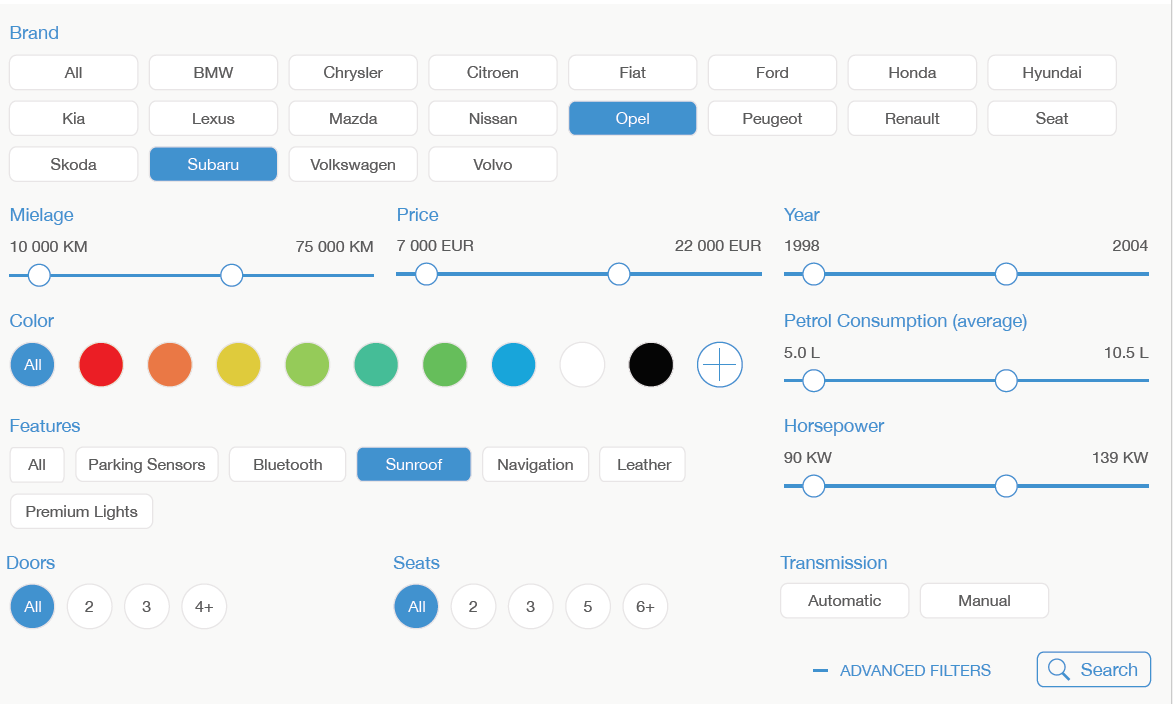 Brand
All BMW Chrysler Citroen Fiat Ford Honda Hyundai
Kia Lexus Mazda Nissan Opel Peugeot Renault Seat
Skoda Subaru Volkswagen Volvo
Mielage Price Year
10 000 KM 75 000 KM 7 000 EUR 22 000 EUR 1998 2004
Color Petrol Consumption (average)
5.0 L 10.5 L
All
Features Horsepower
90 KW 139 KW
All Parking Sensors Bluetooth Sunroof Navigation Leather
Premium Lights
Doors Seats Transmission
All 2 3 4+ All 2 3 5 6+ Automatic Manual
ADVANCED FILTERS Search